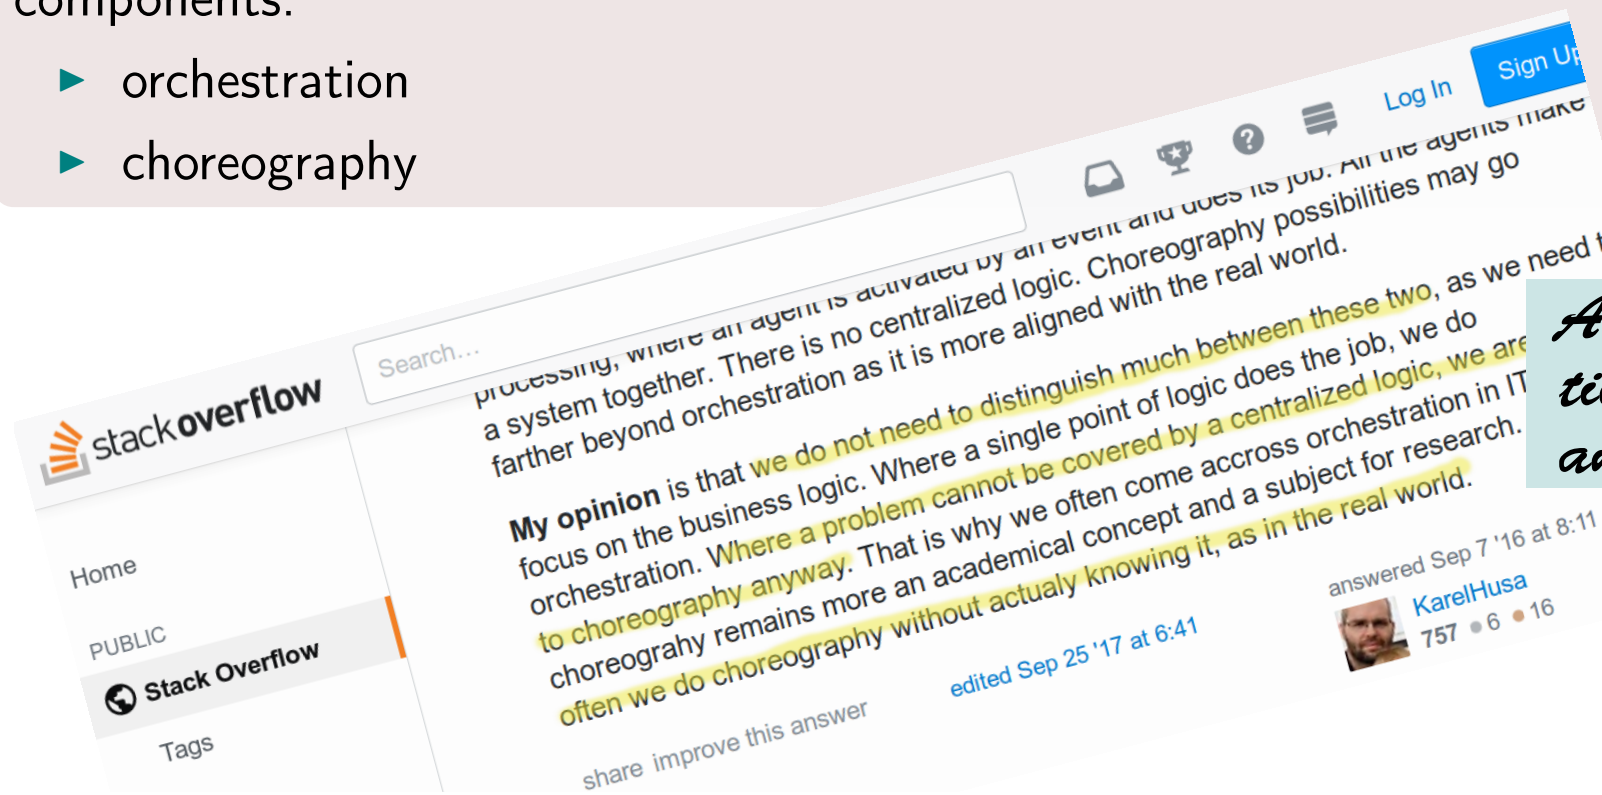 components:
orchestration
choreography
Log In
Sign Up
Search...
stackoverflow
processing, where an agent is activated by an event and does its job. All the agents make
a system together. There is no centralized logic. Choreography possibilities may go
farther beyond orchestration as it is more aligned with the real world.
My opinion is that we do not need to distinguish much between these two, as we need
focus on the business logic. Where a single point of logic does the job, we do
orchestration. Where a problem cannot be covered by a centralized logic, we are
to choreography anyway. That is why we often come accross orchestration in IT
choreograhy remains more an academical concept and a subject for research.
often we do choreography without actualy knowing it, as in the real world.
Home
PUBLIC
Stack Overflow
Tags
share improve this answer
edited Sep 25 '17 at 6:41
answered Sep 7 '16 at 8:11
KarelHusa
757 6 16